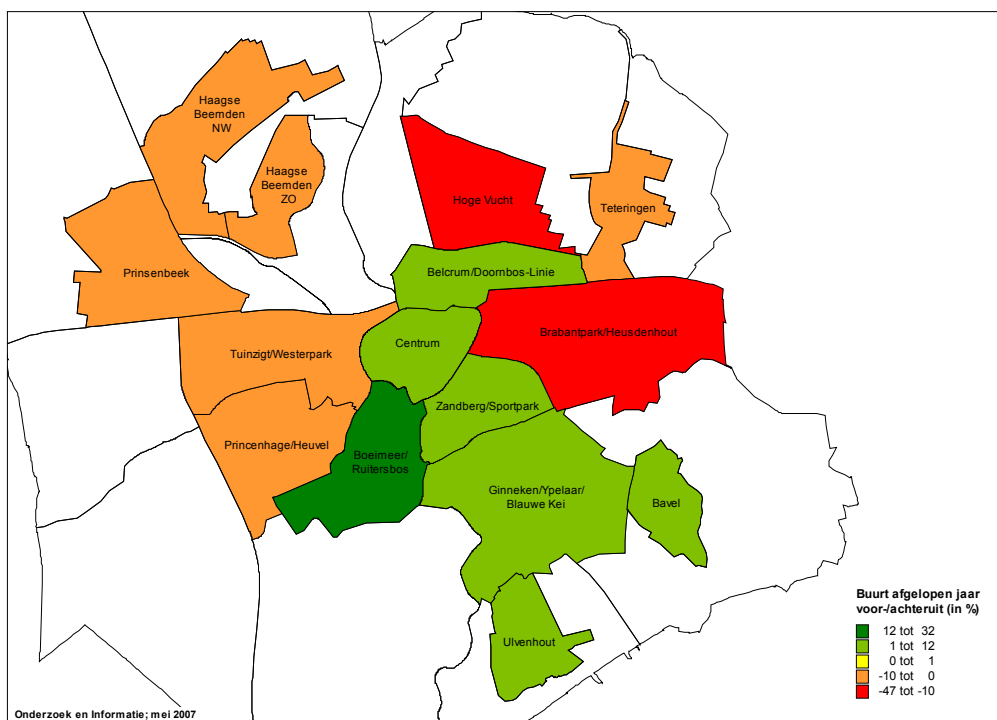 Haagse
Beemden
NW
Haagse
Beemden
ZO
Hoge Vucht
Teteringen
Prinsenbeek
Belcrum/Doornbos-Linie
Brabantpark/Heusdenhout
Centrum
Tuinzigt/Westerpark
Zandberg/Sportpark
Princenhage/Heuvel
Boeimeer/
Ruitersbos
Ginneken/Ypelaar/
Blauwe Kei
Bavel
Ulvenhout
Buurt afgelopen jaar
voor-/achteruit (in %)
12 tot 32
1 tot 12
0 tot 1
-10 tot 0
-47 tot -10
Onderzoek en Informatie; mei 2007